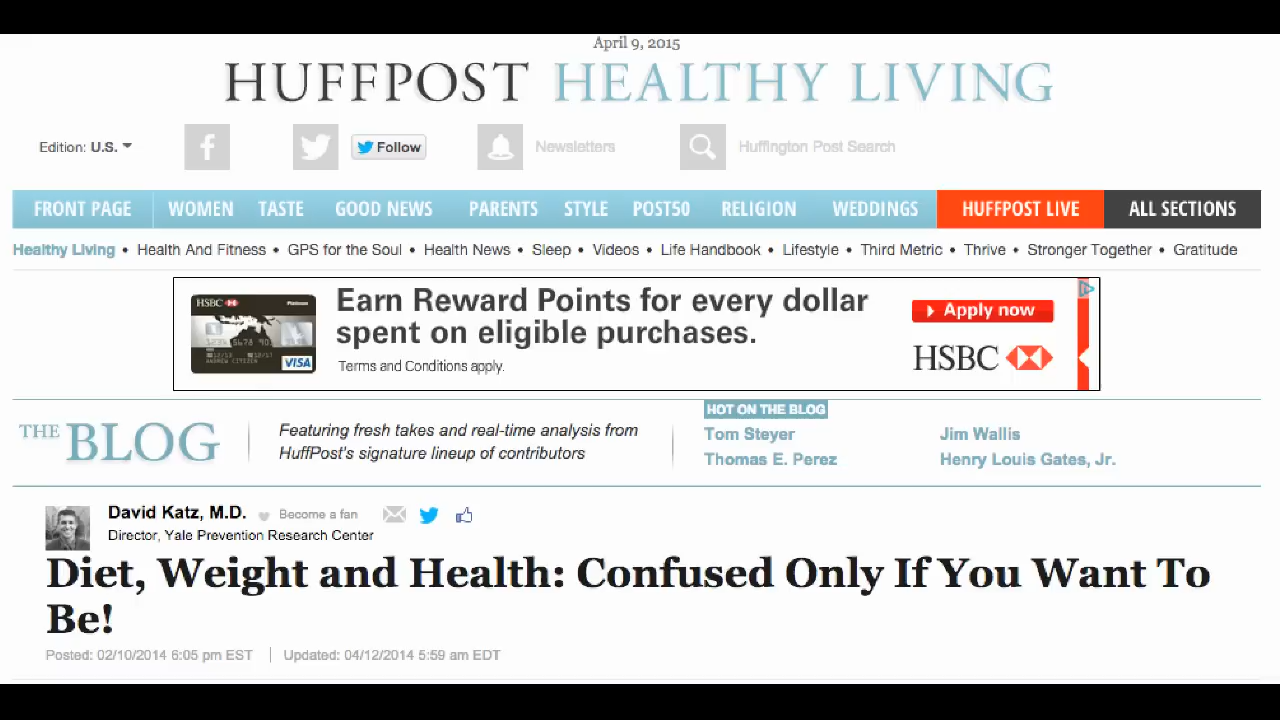 April 9, 2015
HUFFPOST HEALTHY LIVING
Edition: U.S.
Follow
Newsletters
Huffington Post Search
FRONT PAGE WOMEN TASTE GOOD NEWS PARENTS STYLE POST50 RELIGION WEDDINGS HUFFPOST LIVE ALL SECTIONS
Healthy Living • Health And Fitness • GPS for the Soul • Health News • Sleep • Videos • Life Handbook • Lifestyle • Third Metric • Thrive • Stronger Together • Gratitude
HSBC Platinum
VISA
Earn Reward Points for every dollar
spent on eligible purchases.
Terms and Conditions apply.
Apply now
HSBC
THE BLOG
Featuring fresh takes and real-time analysis from
HuffPost's signature lineup of contributors
HOT ON THE BLOG
Tom Steyer Jim Wallis
Thomas E. Perez Henry Louis Gates, Jr.
David Katz, M.D. Become a fan
Director, Yale Prevention Research Center
Diet, Weight and Health: Confused Only If You Want To
Be!
Posted: 02/10/2014 6:05 pm EST | Updated: 04/12/2014 5:59 am EDT